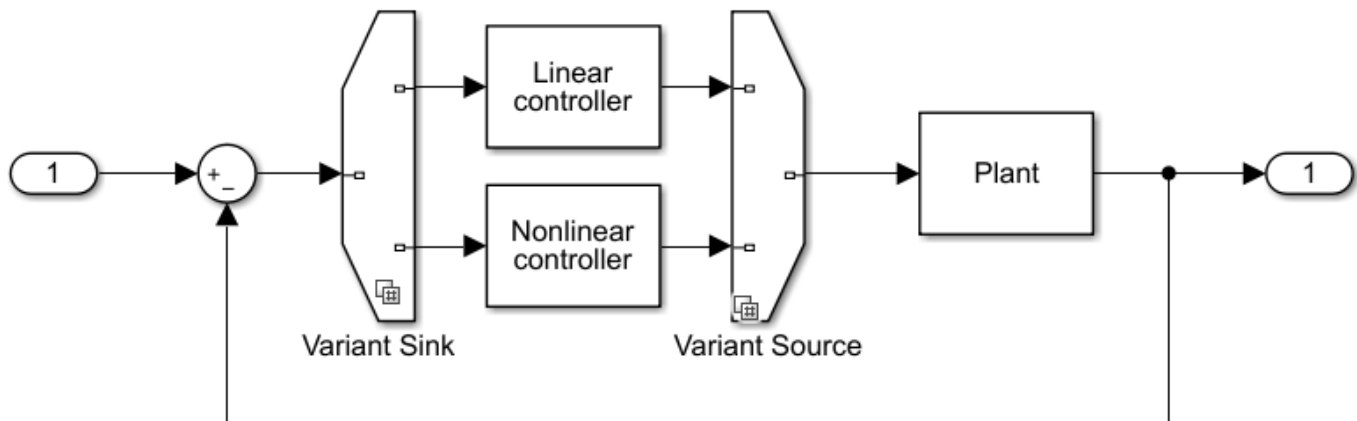 1
+
−
Linear
controller
Nonlinear
controller
Variant Sink
Variant Source
Plant
1